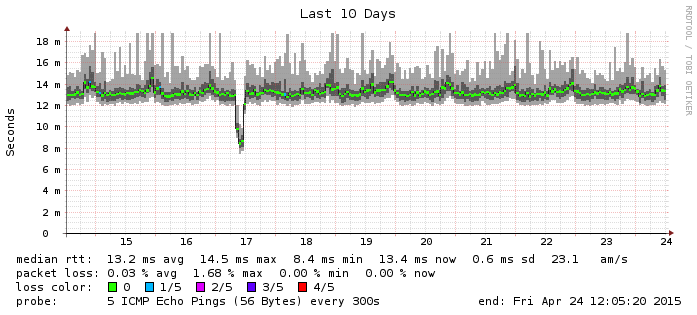 Last 10 Days
RRDTOOL / TOBI OETIKER
Seconds
18 m
16 m
14 m
12 m
10 m
8 m
6 m
4 m
2 m
0
15 16 17 18 19 20 21 22 23 24
median rtt: 13.2 ms avg 14.5 ms max 8.4 ms min 13.4 ms now 0.6 ms sd 23.1 am/s
packet loss: 0.03 % avg 1.68 % max 0.00 % min 0.00 % now
loss color: 0 1/5 2/5 3/5 4/5
probe: 5 ICMP Echo Pings (56 Bytes) every 300s end: Fri Apr 24 12:05:20 2015